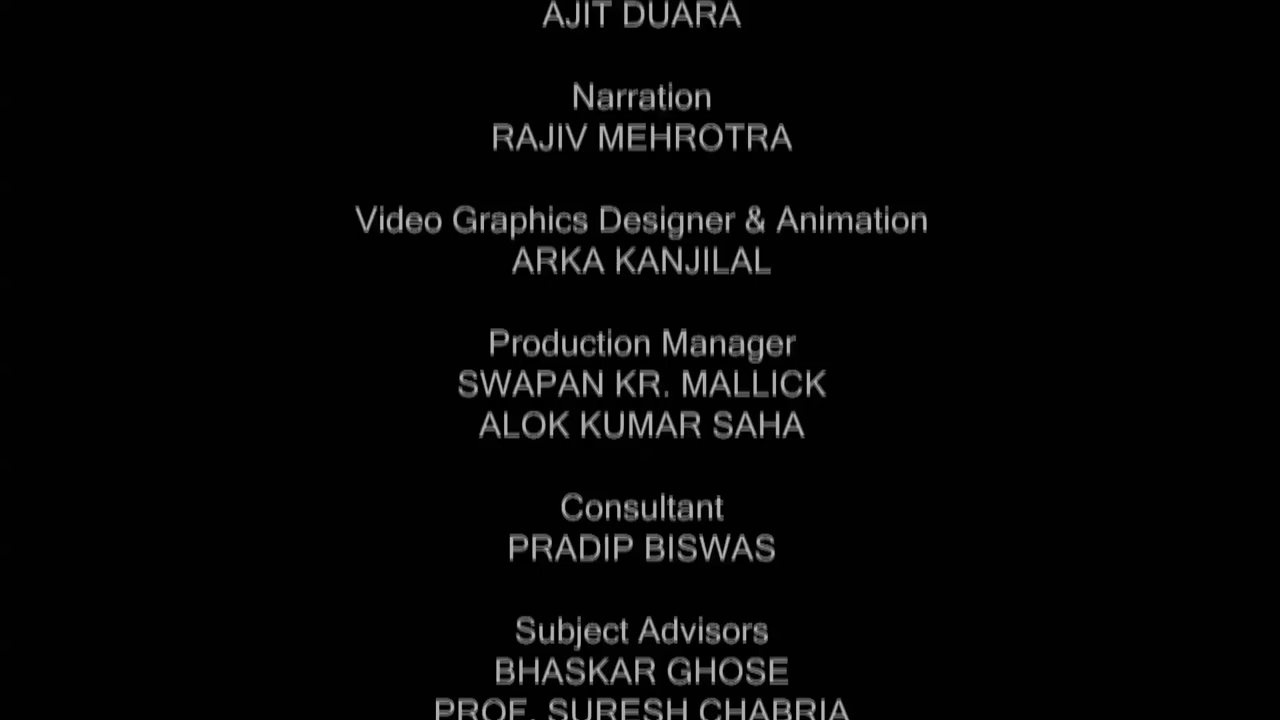 AJIT DUARA
Narration
RAJIV MEHROTRA
Video Graphics Designer & Animation
ARKA KANJILAL
Production Manager
SWAPAN KR. MALLICK
ALOK KUMAR SAHA
Consultant
PRADIP BISWAS
Subject Advisors
BHASKAR GHOSE
PROF. SURESH CHABRIA